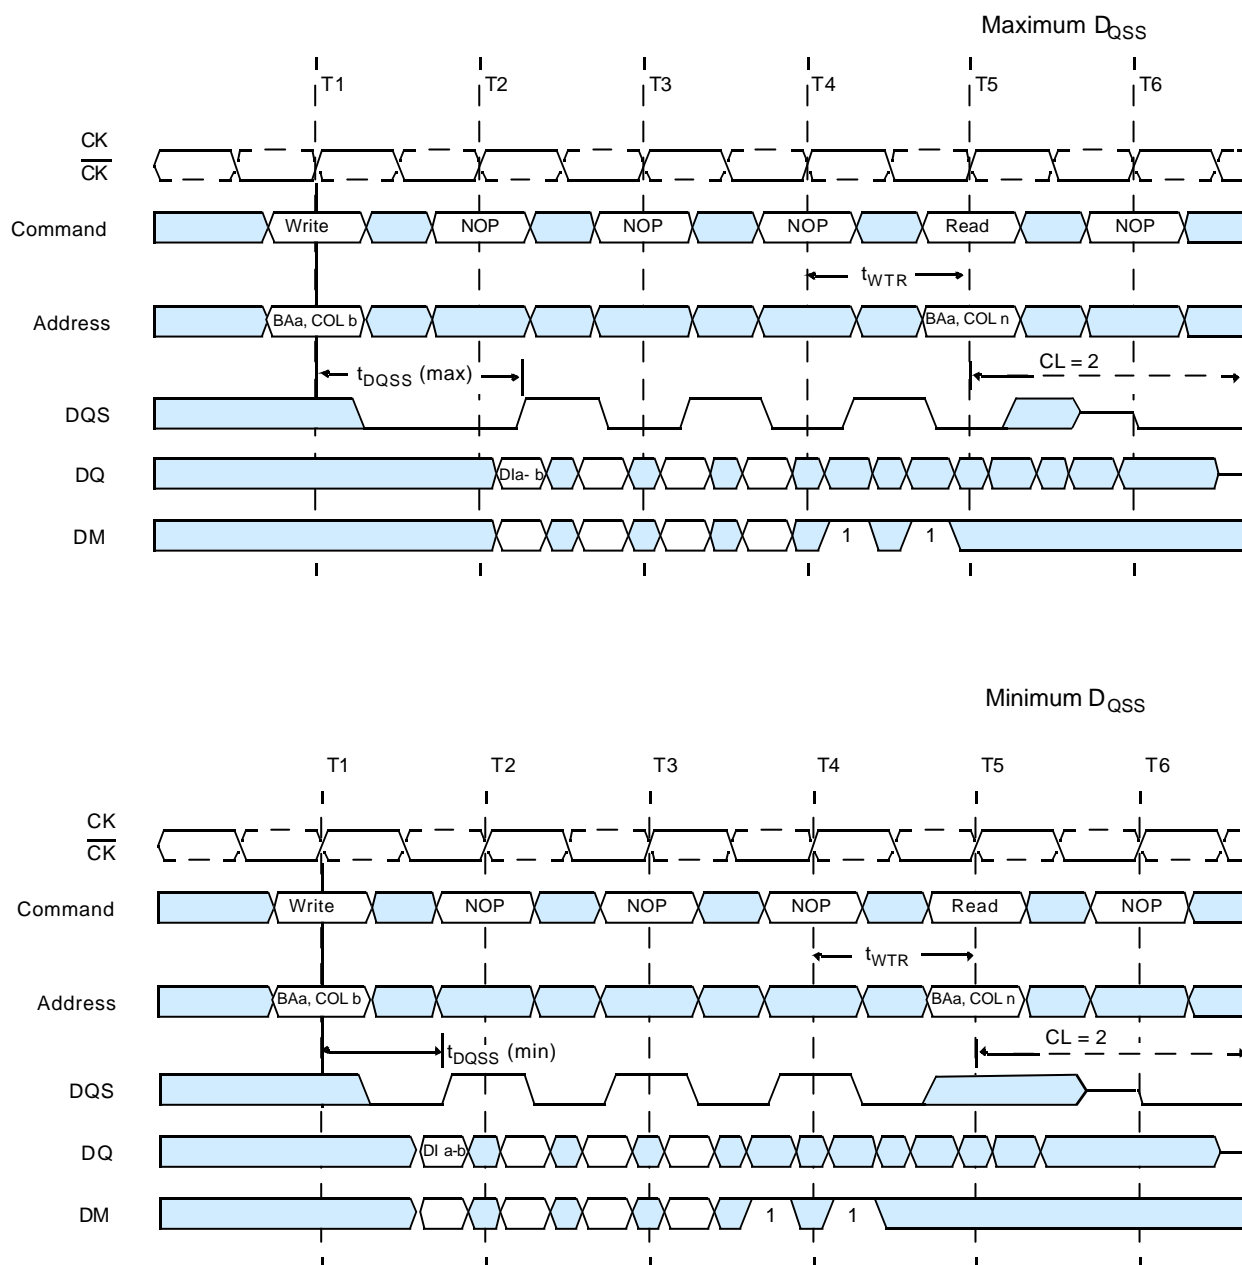 Maximum DQSS
T1 T2 T3 T4 T5 T6
CK
CK
Command Write NOP NOP NOP Read NOP
tWTR
Address BAa, COL b BAa, COL n
tDQSS (max) CL = 2
DQS
DQ DIa- b
DM 1 1
Minimum DQSS
T1 T2 T3 T4 T5 T6
CK
CK
Command Write NOP NOP NOP Read NOP
tWTR
Address BAa, COL b BAa, COL n
tDQSS (min) CL = 2
DQS
DQ DI a-b
DM 1 1